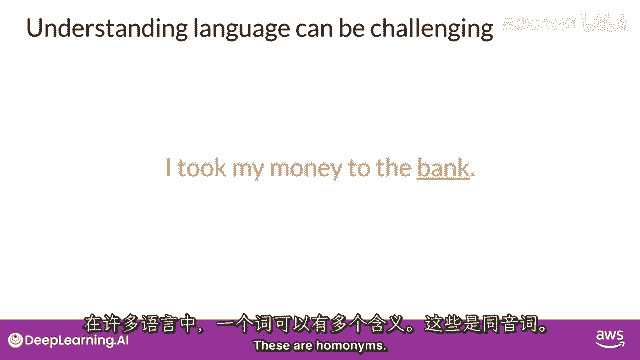 Understanding language can be challenging
I took my money to the bank.
在许多语言中，一个词可以有多个含义。这些是同音词。
These are homonyms.
DeepLearning.AI
aws